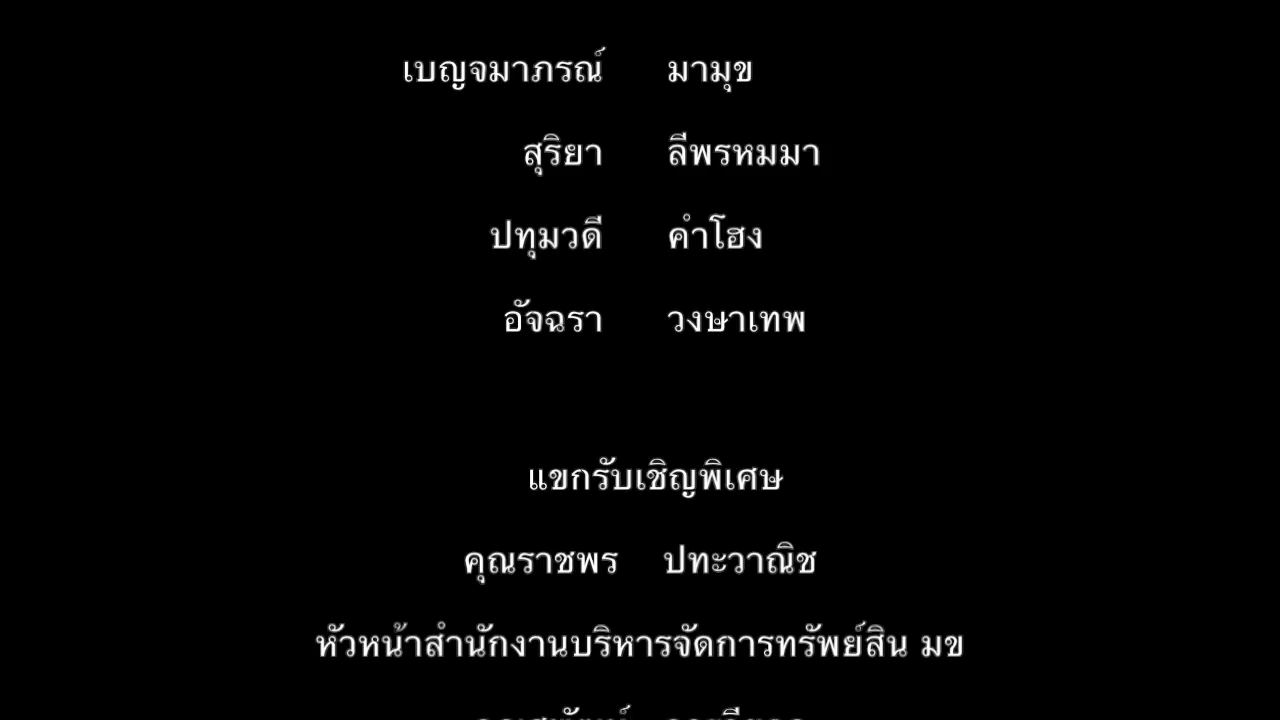 เบญจมาภรณ์ มามุข
สุริยา ลีพรหมมา
ปทุมวดี คำโฮง
อัจฉรา วงษาเทพ
แขกรับเชิญพิเศษ
คุณราชพร ปทะวาณิช
หัวหน้าสำนักงานบริหารจัดการทรัพย์สิน มข